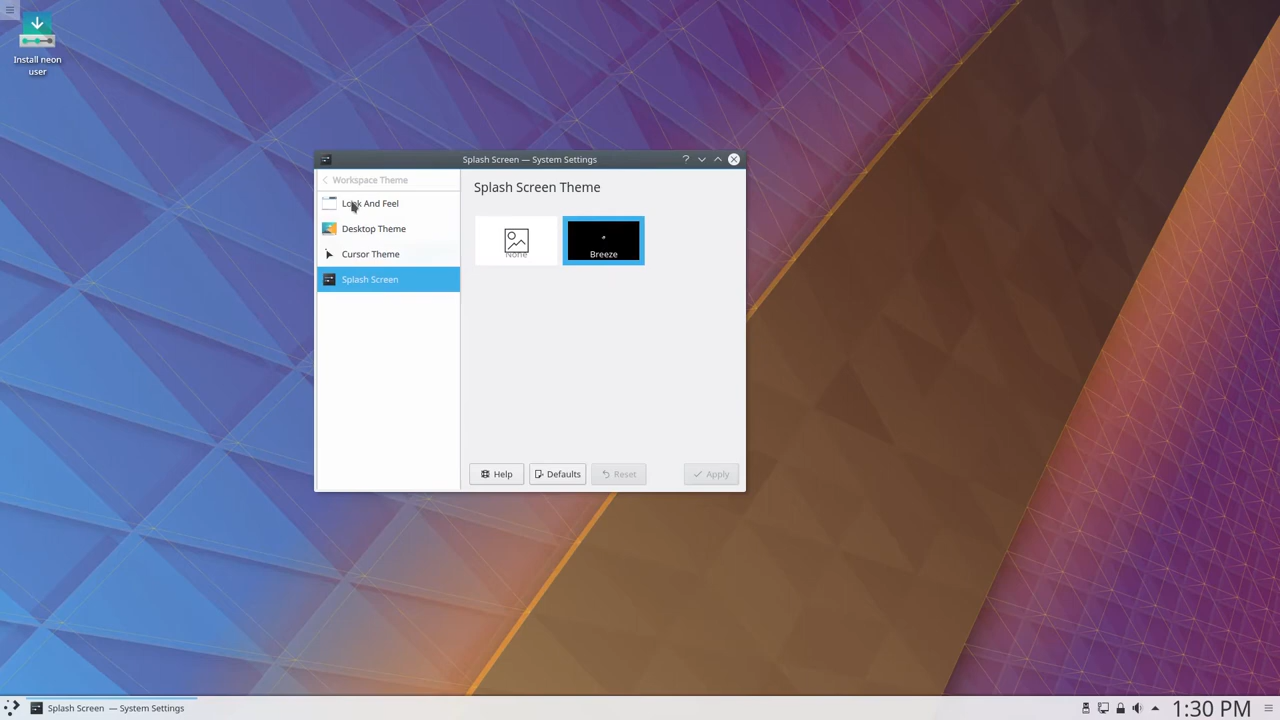 Install neon
user
Splash Screen — System Settings
?
Workspace Theme
Look And Feel
Desktop Theme
Cursor Theme
Splash Screen
Splash Screen Theme
None
Breeze
Help
Defaults
Reset
Apply
Splash Screen — System Settings
1:30 PM